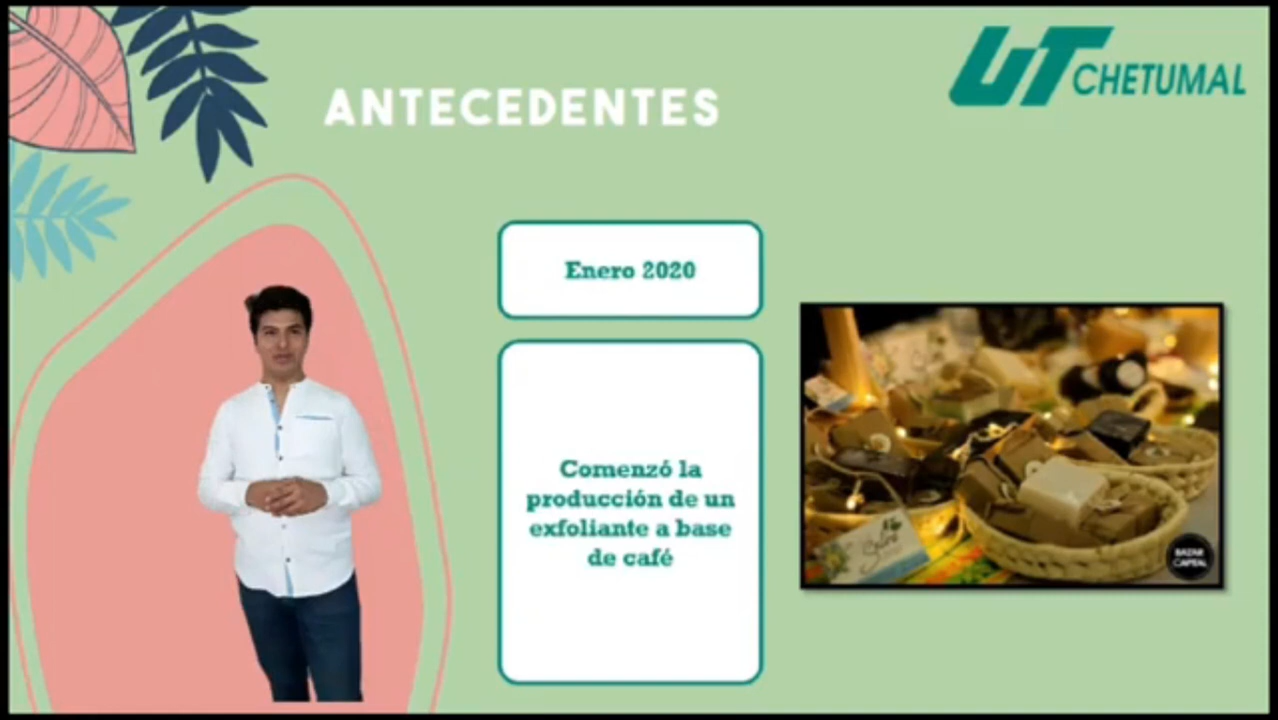 UT CHETUMAL
ANTECEDENTES
Enero 2020
Comenzó la
producción de un
exfoliante a base
de café
BAZAR
CAPITAL